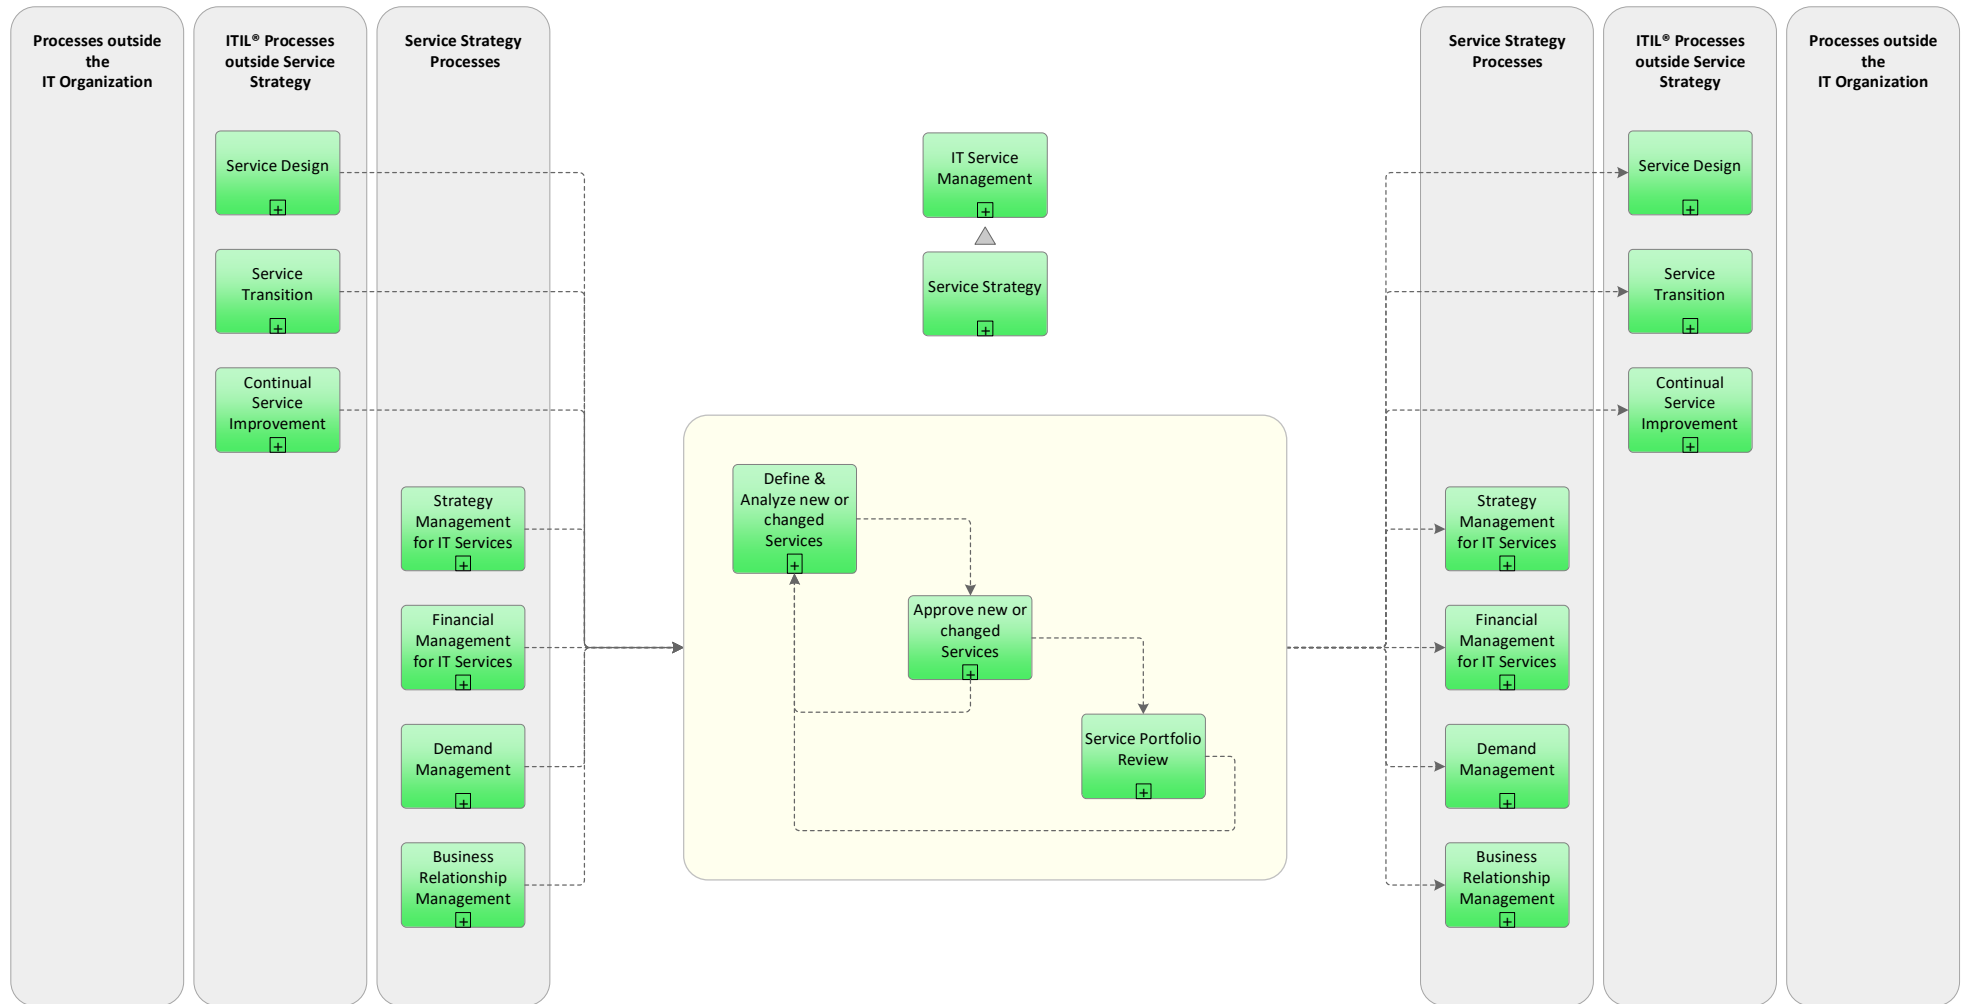 Processes outside
the
IT Organization
ITIL® Processes
outside Service
Strategy
Service Strategy
Processes
Service Strategy
Processes
ITIL® Processes
outside Service
Strategy
Processes outside
the
IT Organization
Service Design
Service
Transition
Continual
Service
Improvement
Strategy
Management
for IT Services
Financial
Management
for IT Services
Demand
Management
Business
Relationship
Management
IT Service
Management
Service Strategy
Define &
Analyze new or
changed
Services
Approve new or
changed
Services
Service Portfolio
Review
Strategy
Management
for IT Services
Financial
Management
for IT Services
Demand
Management
Business
Relationship
Management
Service Design
Service
Transition
Continual
Service
Improvement